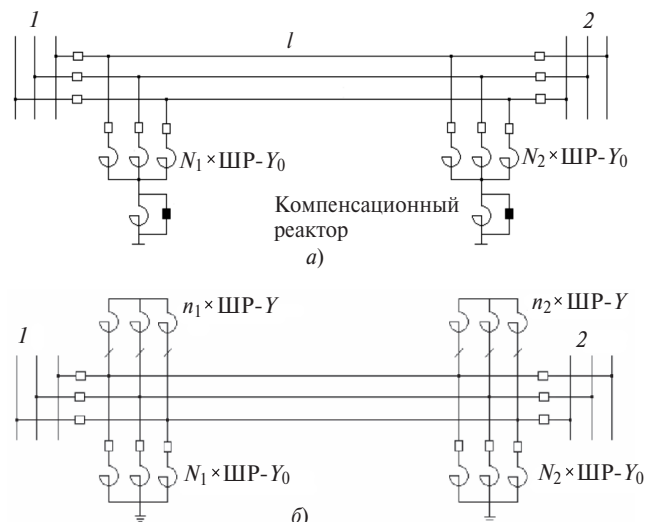 1
2
l
N₁×ШР-Y₀
N₂×ШР-Y₀
Компенсационный
реактор
а)
n₁×ШР-Y
n₂×ШР-Y
1
2
N₁×ШР-Y₀
N₂×ШР-Y₀
б)